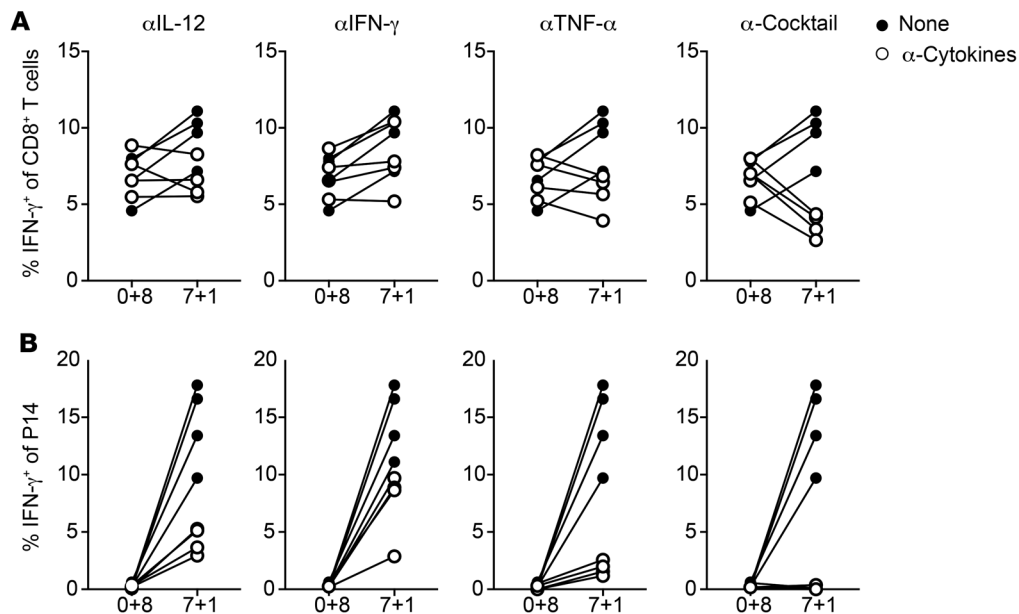 A
αIL-12 αIFN-γ αTNF-α α-Cocktail
None
α-Cytokines
% IFN-γ⁺ of CD8⁺ T cells
15 15 15 15
10 10 10 10
5 5 5 5
0 0 0 0
0+8 7+1 0+8 7+1 0+8 7+1 0+8 7+1
B
% IFN-γ⁺ of P14
20 20 20 20
15 15 15 15
10 10 10 10
5 5 5 5
0 0 0 0
0+8 7+1 0+8 7+1 0+8 7+1 0+8 7+1